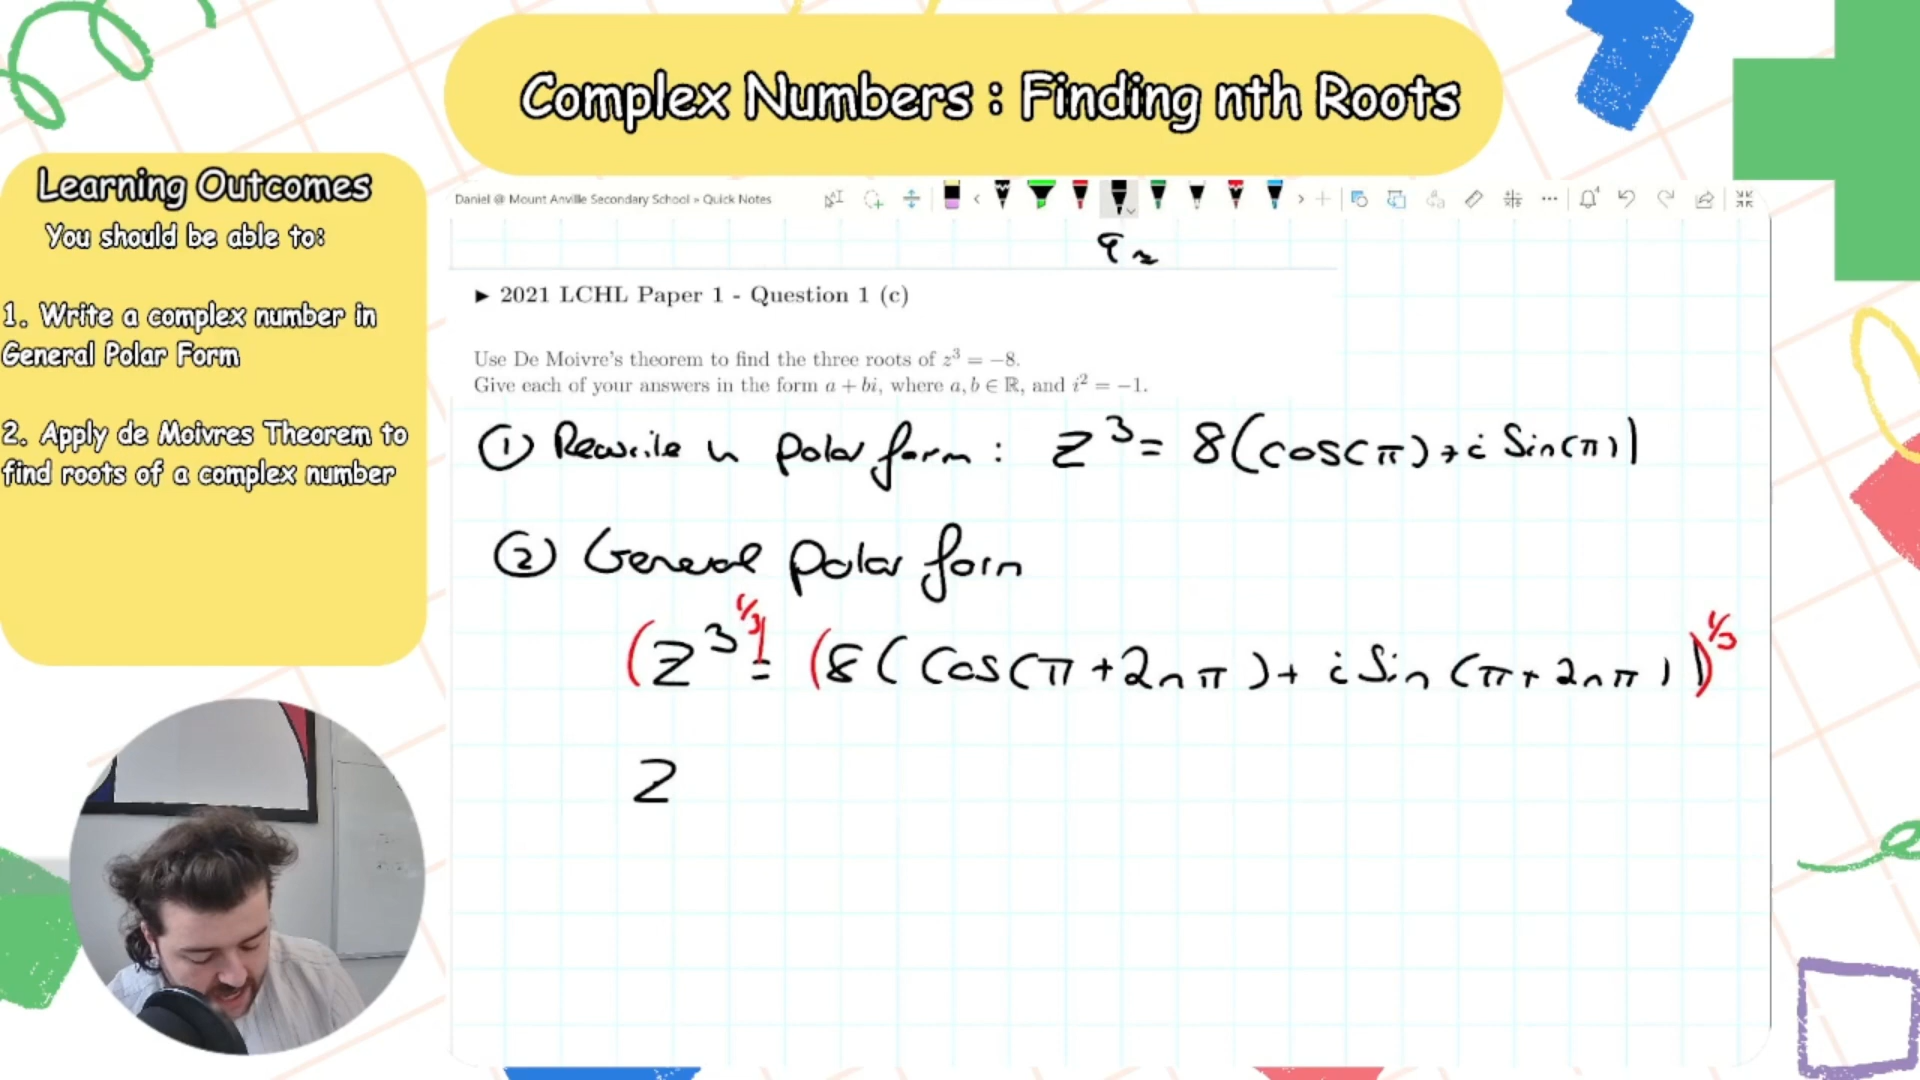 Complex Numbers : Finding nth Roots
Learning Outcomes
You should be able to:
1. Write a complex number in
General Polar Form
2. Apply de Moivres Theorem to
find roots of a complex number
Daniel @ Mount Anville Secondary School » Quick Notes
► 2021 LCHL Paper 1 - Question 1 (c)
Use De Moivre's theorem to find the three roots of z³ = −8.
Give each of your answers in the form a + bi, where a, b ∈ ℝ, and i² = −1.
① Rewrite in polar form : z³ = 8(cos(π) + i Sin(π))
② General polar form
(z³)^1/3 = (8(Cos(π+2nπ)+ i Sin(π+2nπ))^1/3
z